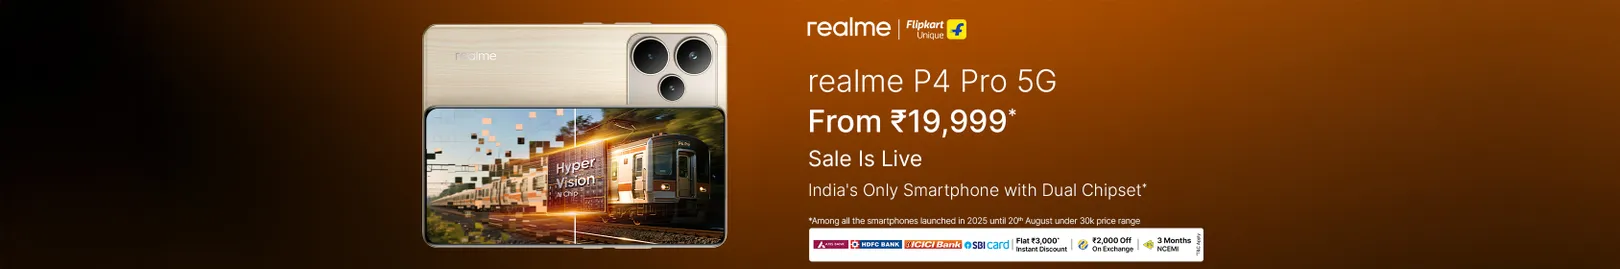 realme
Hyper
Vision
AI Chip
realme
Flipkart
Unique
realme P4 Pro 5G
From ₹19,999*
Sale Is Live
India's Only Smartphone with Dual Chipset*
*Among all the smartphones launched in 2025 until 20th August under 30k price range
AXIS BANK HDFC BANK ICICI Bank SBI card
Flat ₹3,000*
Instant Discount
₹2,000 Off
On Exchange
3 Months
NCEMI
*T&C Apply